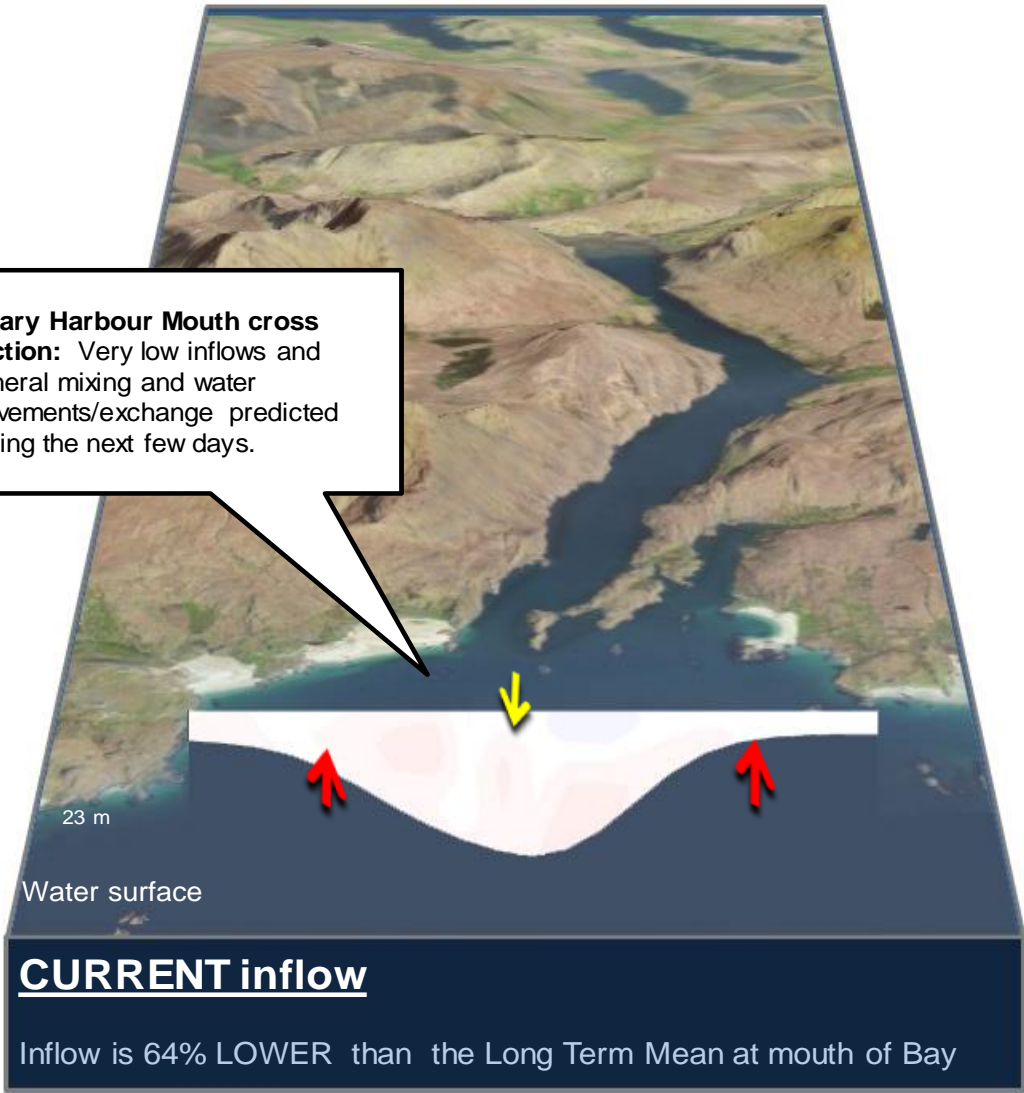 ary Harbour Mouth cross
ction: Very low inflows and
neral mixing and water
vements/exchange predicted
ing the next few days.
23 m
Water surface
CURRENT inflow
Inflow is 64% LOWER than the Long Term Mean at mouth of Bay